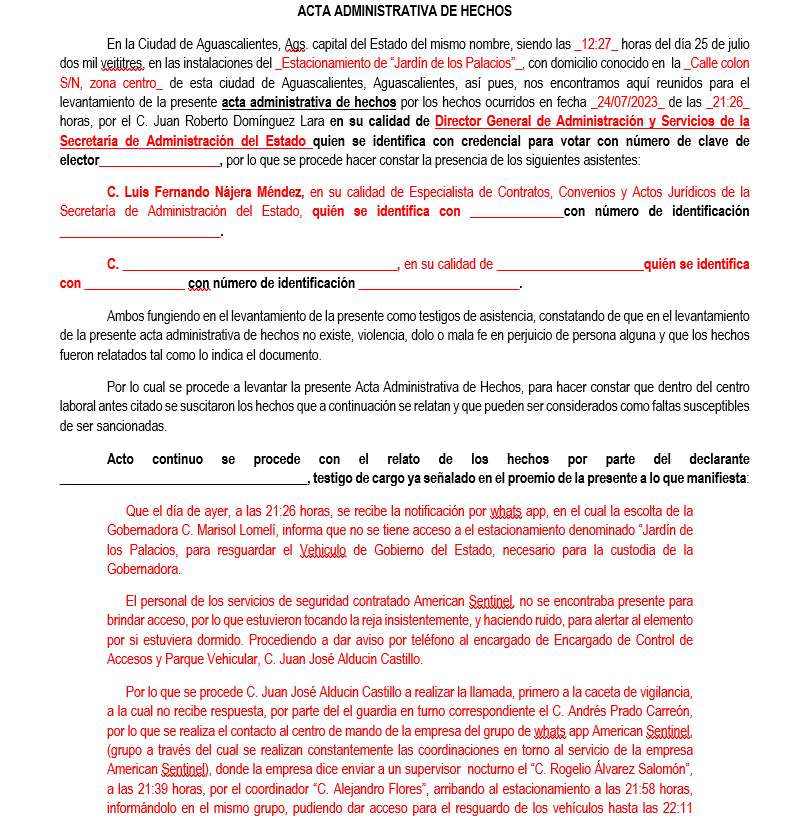 ACTA ADMINISTRATIVA DE HECHOS
En la Ciudad de Aguascalientes, Ags. capital del Estado del mismo nombre, siendo las _12:27_ horas del día 25 de julio
dos mil veititres, en las instalaciones del _Estacionamiento de “Jardín de los Palacios”_, con domicilio conocido en la _Calle colon
S/N, zona centro_ de esta ciudad de Aguascalientes, Aguascalientes, así pues, nos encontramos aquí reunidos para el
levantamiento de la presente acta administrativa de hechos por los hechos ocurridos en fecha _24/07/2023_ de las _21:26_
horas, por el C. Juan Roberto Domínguez Lara en su calidad de Director General de Administración y Servicios de la
Secretaría de Administración del Estado quien se identifica con credencial para votar con número de clave de
elector__________________, por lo que se procede hacer constar la presencia de los siguientes asistentes:
C. Luis Fernando Nájera Méndez, en su calidad de Especialista de Contratos, Convenios y Actos Jurídicos de la
Secretaría de Administración del Estado, quién se identifica con ______________con número de identificación
________________________.
C. _________________________________________, en su calidad de ______________________quién se identifica
con _______________ con número de identificación ________________________.
Ambos fungiendo en el levantamiento de la presente como testigos de asistencia, constatando de que en el levantamiento
de la presente acta administrativa de hechos no existe, violencia, dolo o mala fe en perjuicio de persona alguna y que los hechos
fueron relatados tal como lo indica el documento.
Por lo cual se procede a levantar la presente Acta Administrativa de Hechos, para hacer constar que dentro del centro
laboral antes citado se suscitaron los hechos que a continuación se relatan y que pueden ser considerados como faltas susceptibles
de ser sancionadas.
Acto continuo se procede con el relato de los hechos por parte del declarante
_____________________________________, testigo de cargo ya señalado en el proemio de la presente a lo que manifiesta:
Que el día de ayer, a las 21:26 horas, se recibe la notificación por whats app, en el cual la escolta de la
Gobernadora C. Marisol Lomelí, informa que no se tiene acceso a el estacionamiento denominado “Jardín de
los Palacios, para resguardar el Vehiculo de Gobierno del Estado, necesario para la custodia de la
Gobernadora.
El personal de los servicios de seguridad contratado American Sentinel, no se encontraba presente para
brindar acceso, por lo que estuvieron tocando la reja insistentemente, y haciendo ruido, para alertar al elemento
por si estuviera dormido. Procediendo a dar aviso por teléfono al encargado de Encargado de Control de
Accesos y Parque Vehicular, C. Juan José Alducin Castillo.
Por lo que se procede C. Juan José Alducin Castillo a realizar la llamada, primero a la caceta de vigilancia,
a la cual no recibe respuesta, por parte del el guardia en turno correspondiente el C. Andrés Prado Carreón,
por lo que se realiza el contacto al centro de mando de la empresa del grupo de whats app American Sentinel,
(grupo a través del cual se realizan constantemente las coordinaciones en torno al servicio de la empresa
American Sentinel), donde la empresa dice enviar a un supervisor nocturno el “C. Rogelio Álvarez Salomón”,
a las 21:39 horas, por el coordinador “C. Alejandro Flores”, arribando al estacionamiento a las 21:58 horas,
informándolo en el mismo grupo, pudiendo dar acceso para el resguardo de los vehículos hasta las 22:11